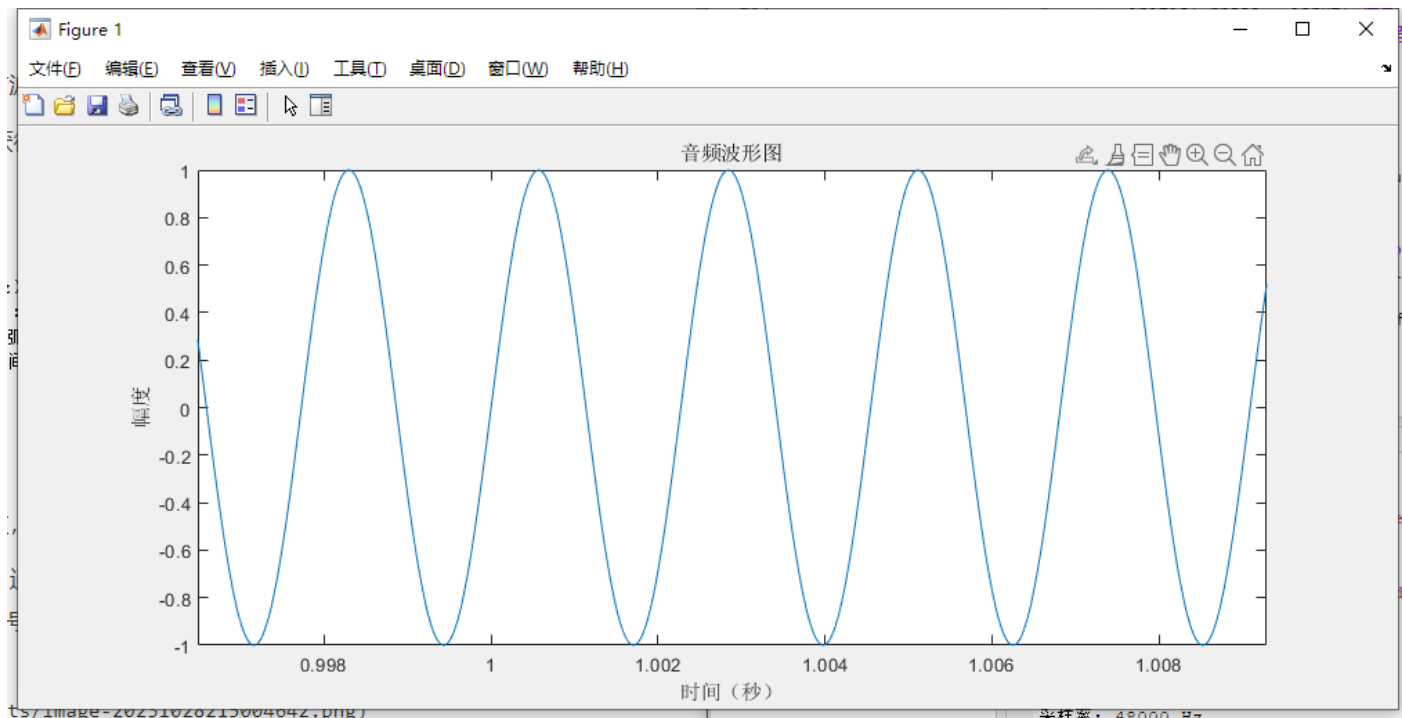 Figure 1
文件(F) 编辑(E) 查看(V) 插入(I) 工具(T) 桌面(D) 窗口(W) 帮助(H)
音频波形图
1
0.8
0.6
0.4
0.2
0
-0.2
-0.4
-0.6
-0.8
-1
幅度
0.998 1 1.002 1.004 1.006 1.008
时间（秒）
ts/image-20231028215004642.png)
采样率: 48000 Hz